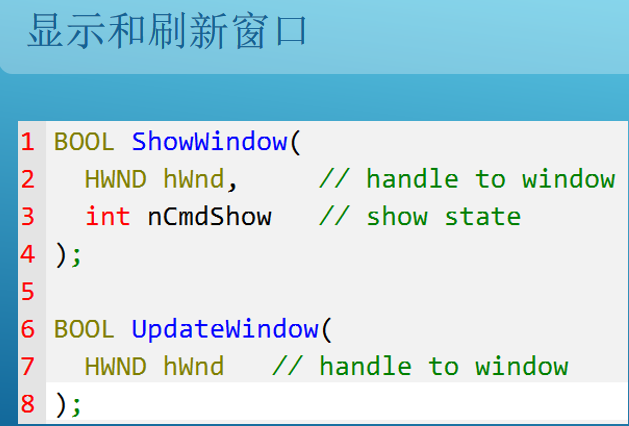 显示和刷新窗口
1 BOOL ShowWindow(
2   HWND hWnd,     // handle to window
3   int nCmdShow   // show state
4 );
5
6 BOOL UpdateWindow(
7   HWND hWnd   // handle to window
8 );